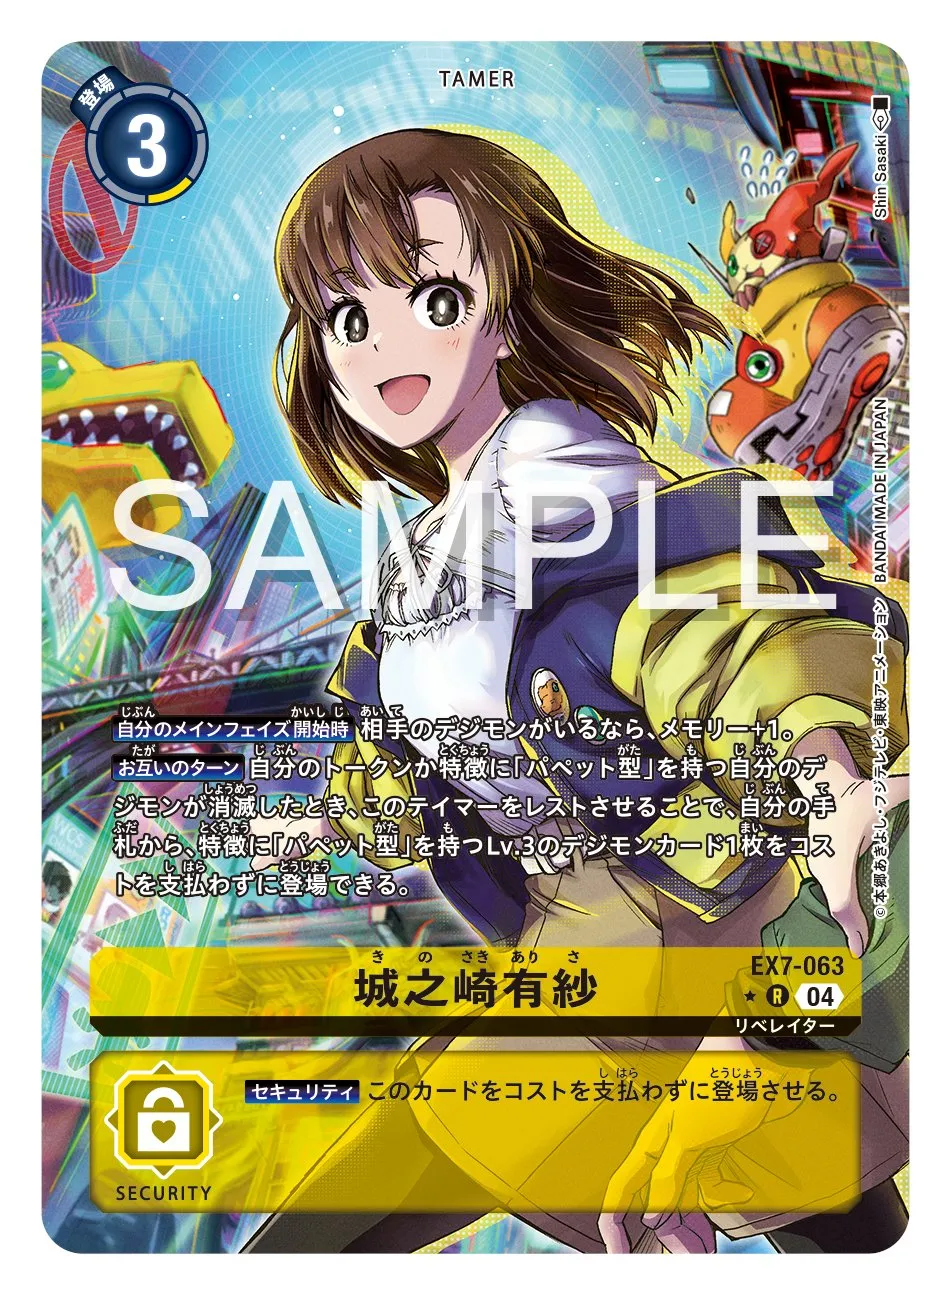 登場
3
TAMER
Shin Sasaki
SAMPLE
BANDAI MADE IN JAPAN
©本郷あきよし・フジテレビ・東映アニメーション
自分のメインフェイズ開始時 相手のデジモンがいるなら、メモリー+1。
お互いのターン 自分のトークンか特徴に「パペット型」を持つ自分のデ
ジモンが消滅したとき、このテイマーをレストさせることで、自分の手
札から、特徴に「パペット型」を持つLv.3のデジモンカード1枚をコス
トを支払わずに登場できる。
きのさきありさ
城之崎有紗
EX7-063
R 04
リベレイター
セキュリティ このカードをコストを支払わずに登場させる。
SECURITY